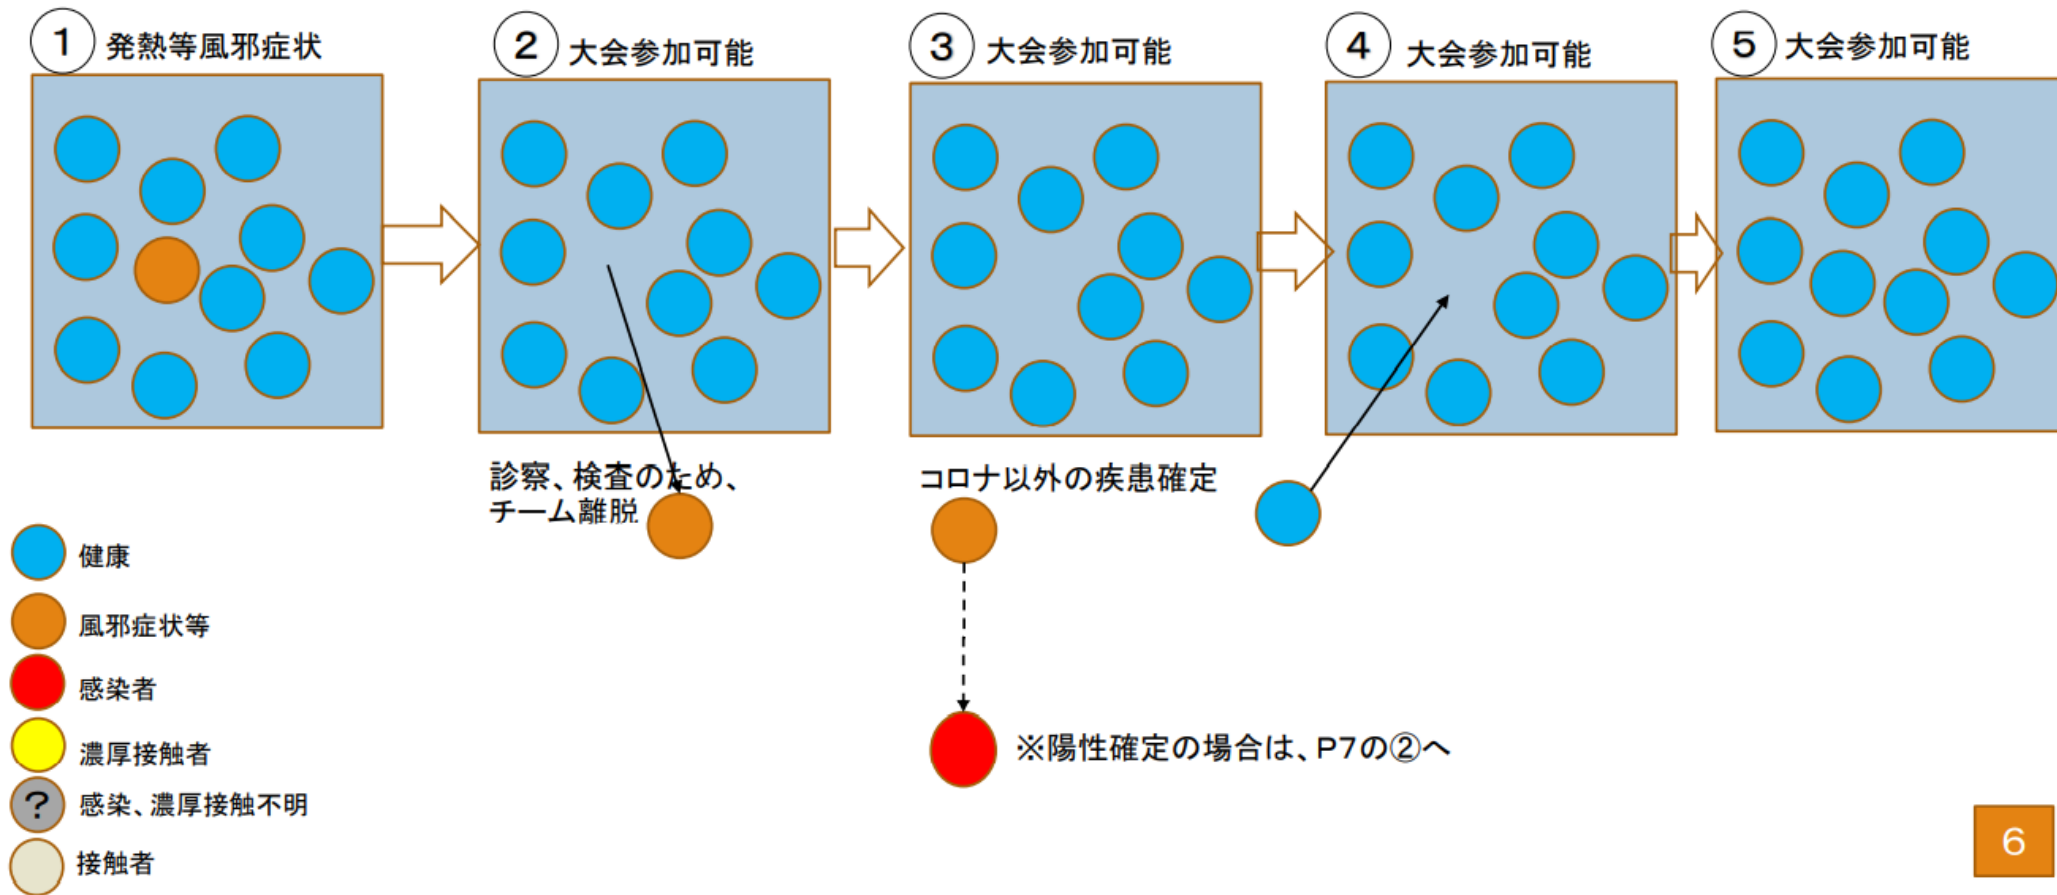 ① 発熱等風邪症状
② 大会参加可能
③ 大会参加可能
④ 大会参加可能
⑤ 大会参加可能
診察、検査のため、
チーム離脱
コロナ以外の疾患確定
健康
風邪症状等
感染者
濃厚接触者
? 感染、濃厚接触不明
接触者
※陽性確定の場合は、P7の②へ
6